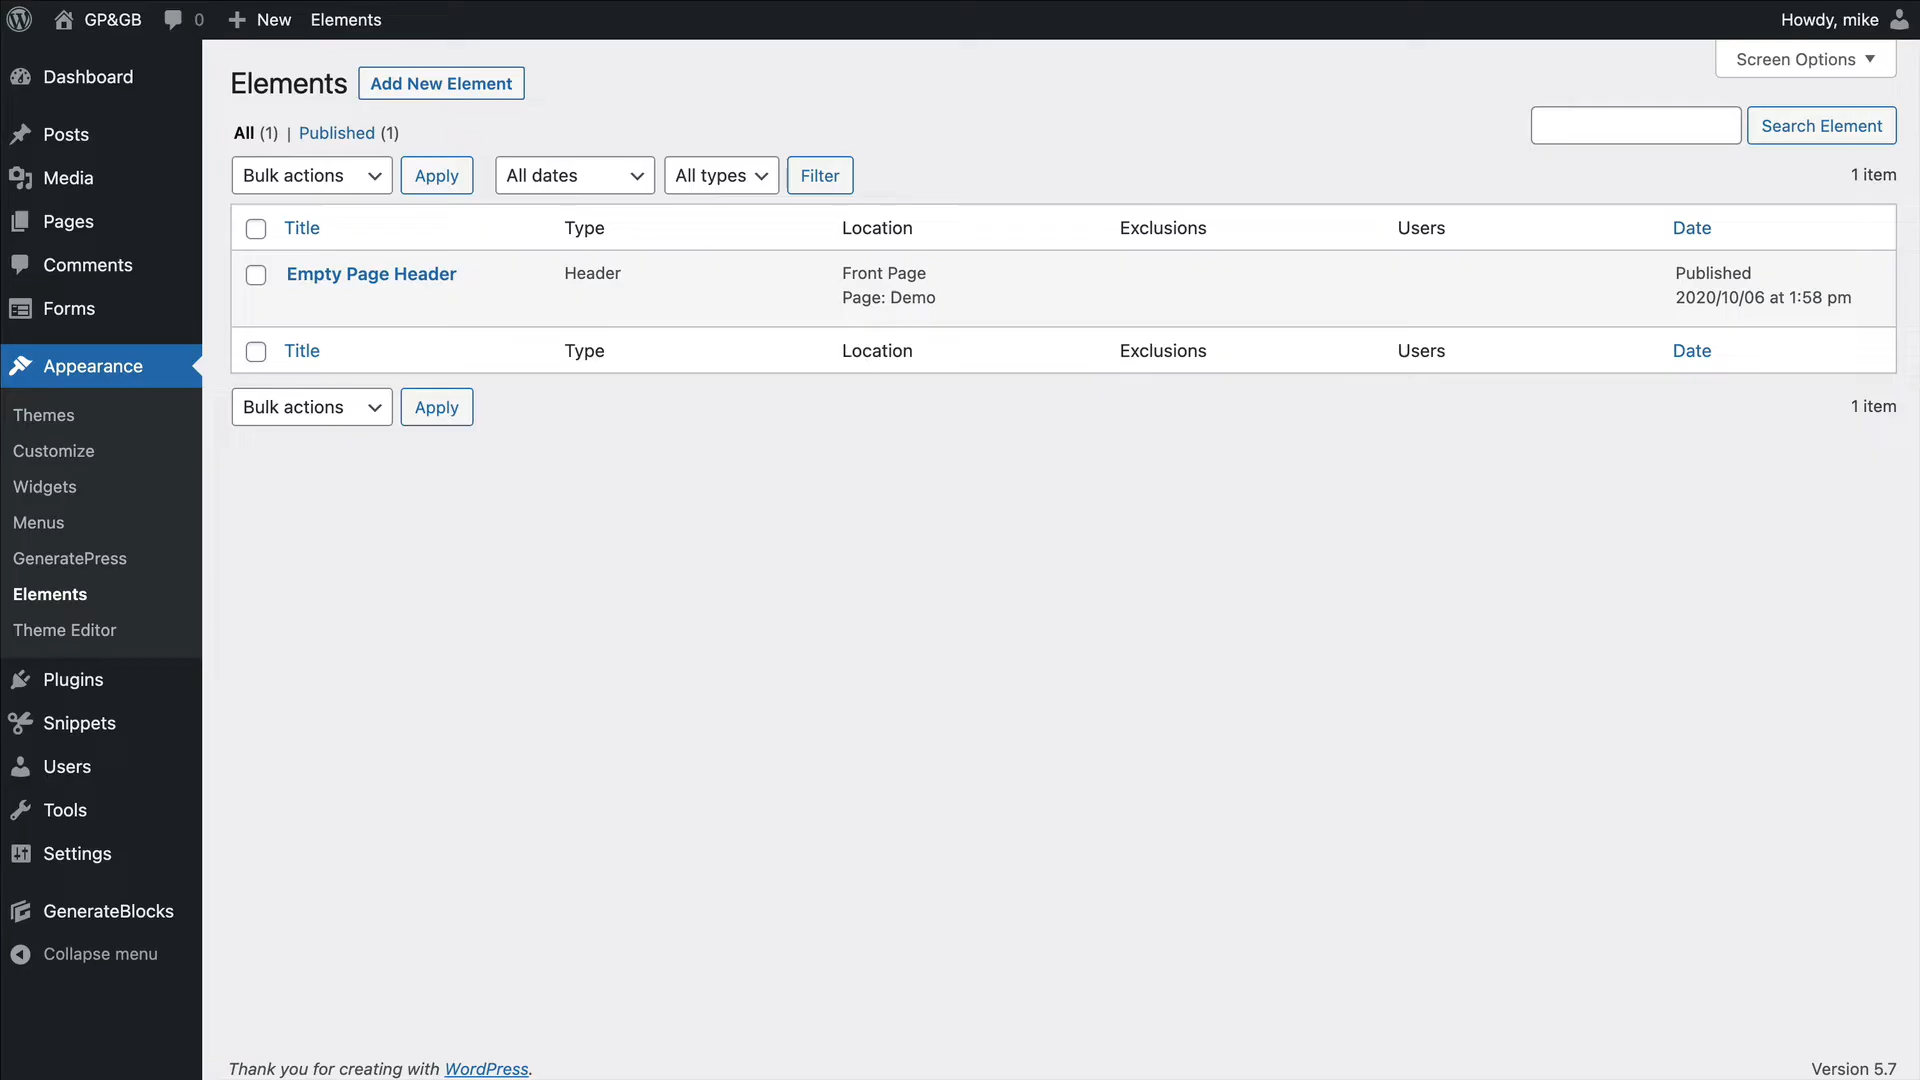 GP&GB 0 New Elements Howdy, mike
Dashboard
Posts
Media
Pages
Comments
Forms
Appearance
Themes
Customize
Widgets
Menus
GeneratePress
Elements
Theme Editor
Plugins
Snippets
Users
Tools
Settings
GenerateBlocks
Collapse menu
Screen Options
Elements Add New Element
All (1) | Published (1)
Search Element
Bulk actions Apply All dates All types Filter 1 item
Title Type Location Exclusions Users Date
Empty Page Header Header Front Page Published
Page: Demo 2020/10/06 at 1:58 pm
Title Type Location Exclusions Users Date
Bulk actions Apply 1 item
Thank you for creating with WordPress. Version 5.7